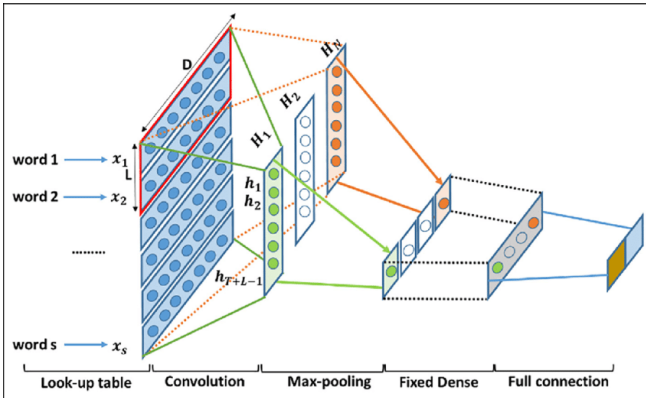 D
H_N
H_2
H_1
word 1 x_1
L
h_1
word 2 x_2
h_2
........
h_{T+L-1}
word s x_s
Look-up table Convolution Max-pooling Fixed Dense Full connection